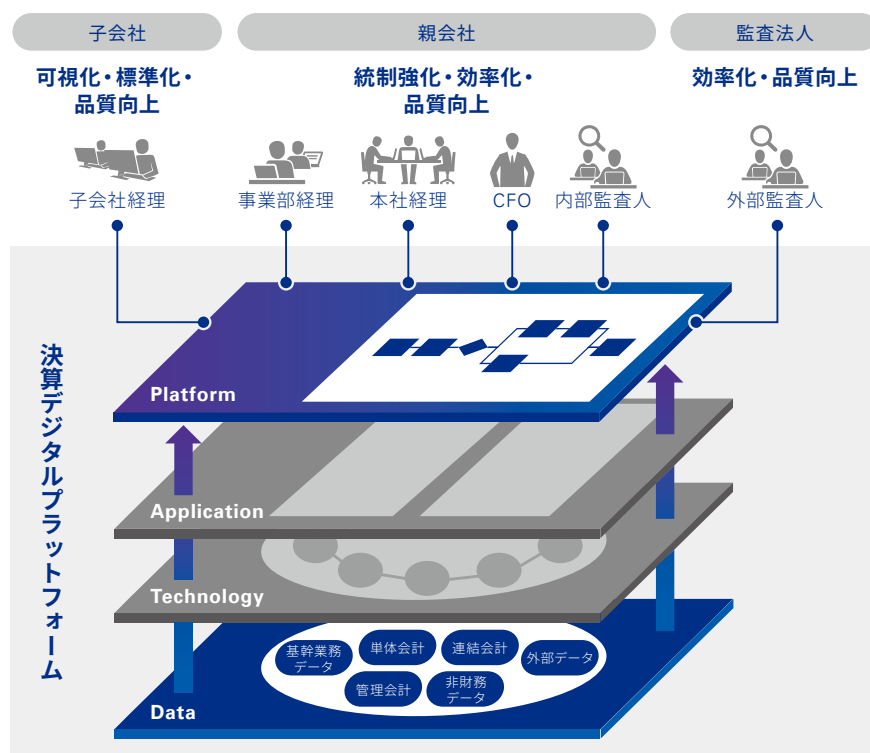 子会社
親会社
監査法人
可視化・標準化・
品質向上
統制強化・効率化・
品質向上
効率化・品質向上
子会社経理
事業部経理
本社経理
CFO
内部監査人
外部監査人
決算デジタルプラットフォーム
Platform
Application
Technology
基幹業務
データ
単体会計
連結会計
外部データ
管理会計
非財務
データ
Data